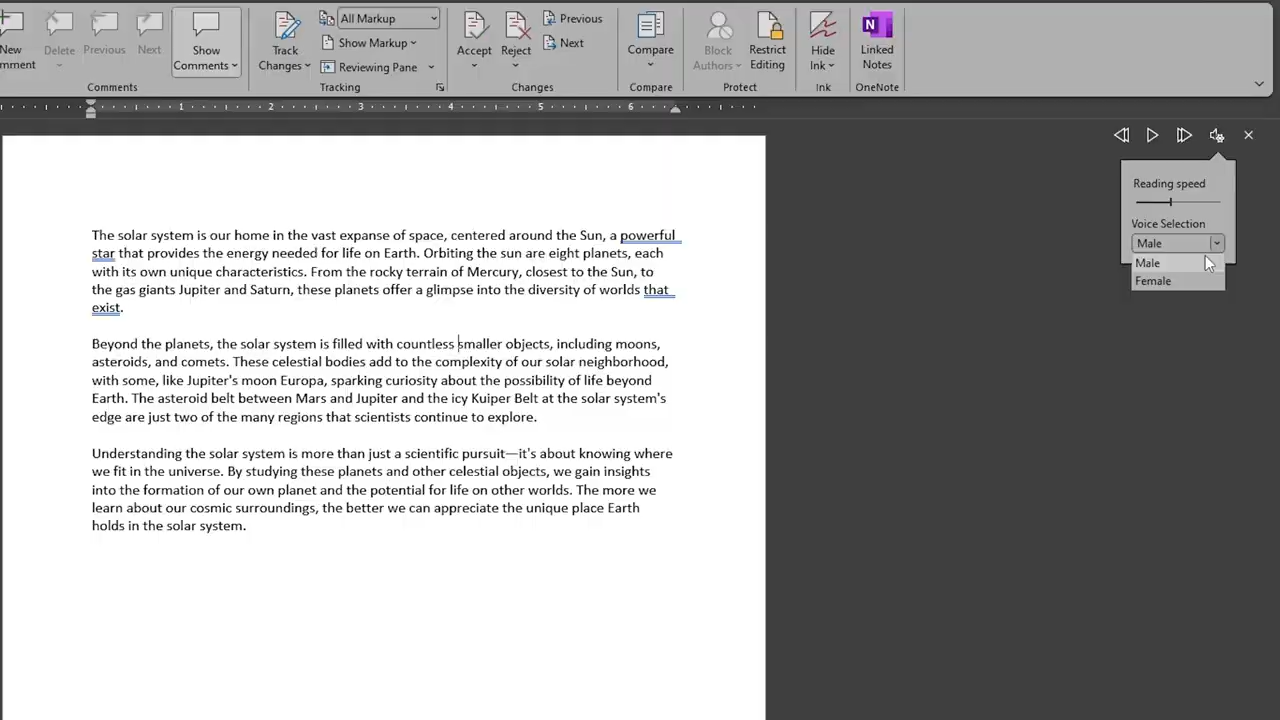 New
mment
Delete
Previous
Next
Show
Comments
Comments
Track
Changes
All Markup
Show Markup
Reviewing Pane
Tracking
Accept
Reject
Previous
Next
Changes
Compare
Compare
Block
Authors
Restrict
Editing
Protect
Hide
Ink
Ink
N
Linked
Notes
OneNote
1 2 3 4 5 6
Reading speed
Voice Selection
Male
Male
Female
The solar system is our home in the vast expanse of space, centered around the Sun, a powerful
star that provides the energy needed for life on Earth. Orbiting the sun are eight planets, each
with its own unique characteristics. From the rocky terrain of Mercury, closest to the Sun, to
the gas giants Jupiter and Saturn, these planets offer a glimpse into the diversity of worlds that
exist.
Beyond the planets, the solar system is filled with countless smaller objects, including moons,
asteroids, and comets. These celestial bodies add to the complexity of our solar neighborhood,
with some, like Jupiter's moon Europa, sparking curiosity about the possibility of life beyond
Earth. The asteroid belt between Mars and Jupiter and the icy Kuiper Belt at the solar system's
edge are just two of the many regions that scientists continue to explore.
Understanding the solar system is more than just a scientific pursuit—it's about knowing where
we fit in the universe. By studying these planets and other celestial objects, we gain insights
into the formation of our own planet and the potential for life on other worlds. The more we
learn about our cosmic surroundings, the better we can appreciate the unique place Earth
holds in the solar system.